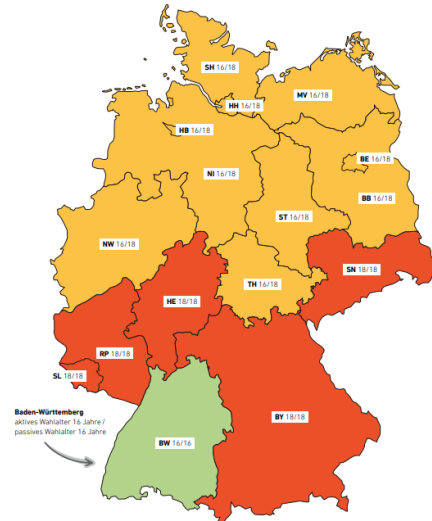 SH 16/18
MV 16/18
HH 16/18
HB 16/18
BE 16/18
NI 16/18
BB 16/18
ST 16/18
NW 16/18
SN 18/18
TH 16/18
HE 18/18
RP 18/18
SL 18/18
Baden-Württemberg
aktives Wahlalter 16 Jahre /
passives Wahlalter 16 Jahre
BY 18/18
BW 16/16